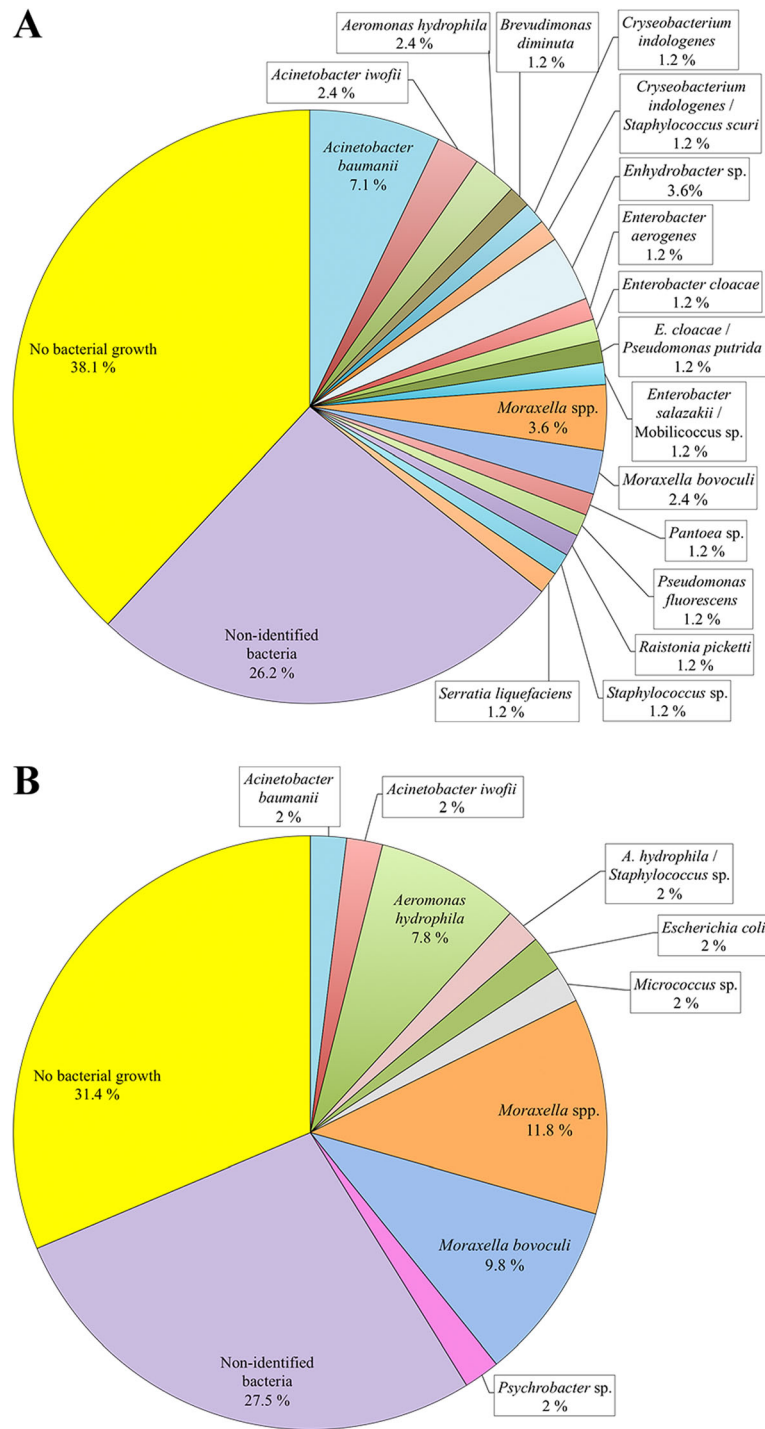 A
Aeromonas hydrophila
2.4 %
Brevudimonas
diminuta
1.2 %
Cryseobacterium
indologenes
1.2 %
Acinetobacter iwofii
2.4 %
Cryseobacterium
indologenes /
Staphylococcus scuri
1.2 %
Acinetobacter
baumanii
7.1 %
Enhydrobacter sp.
3.6%
Enterobacter
aerogenes
1.2 %
Enterobacter cloacae
1.2 %
E. cloacae /
Pseudomonas putrida
1.2 %
No bacterial growth
38.1 %
Enterobacter
salazakii /
Mobilicoccus sp.
1.2 %
Moraxella spp.
3.6 %
Moraxella bovoculi
2.4 %
Pantoea sp.
1.2 %
Pseudomonas
fluorescens
1.2 %
Raistonia picketti
1.2 %
Staphylococcus sp.
1.2 %
Serratia liquefaciens
1.2 %
Non-identified
bacteria
26.2 %
B
Acinetobacter
baumanii
2 %
Acinetobacter iwofii
2 %
Aeromonas
hydrophila
7.8 %
A. hydrophila /
Staphylococcus sp.
2 %
Escherichia coli
2 %
Micrococcus sp.
2 %
No bacterial growth
31.4 %
Moraxella spp.
11.8 %
Moraxella bovoculi
9.8 %
Non-identified
bacteria
27.5 %
Psychrobacter sp.
2 %